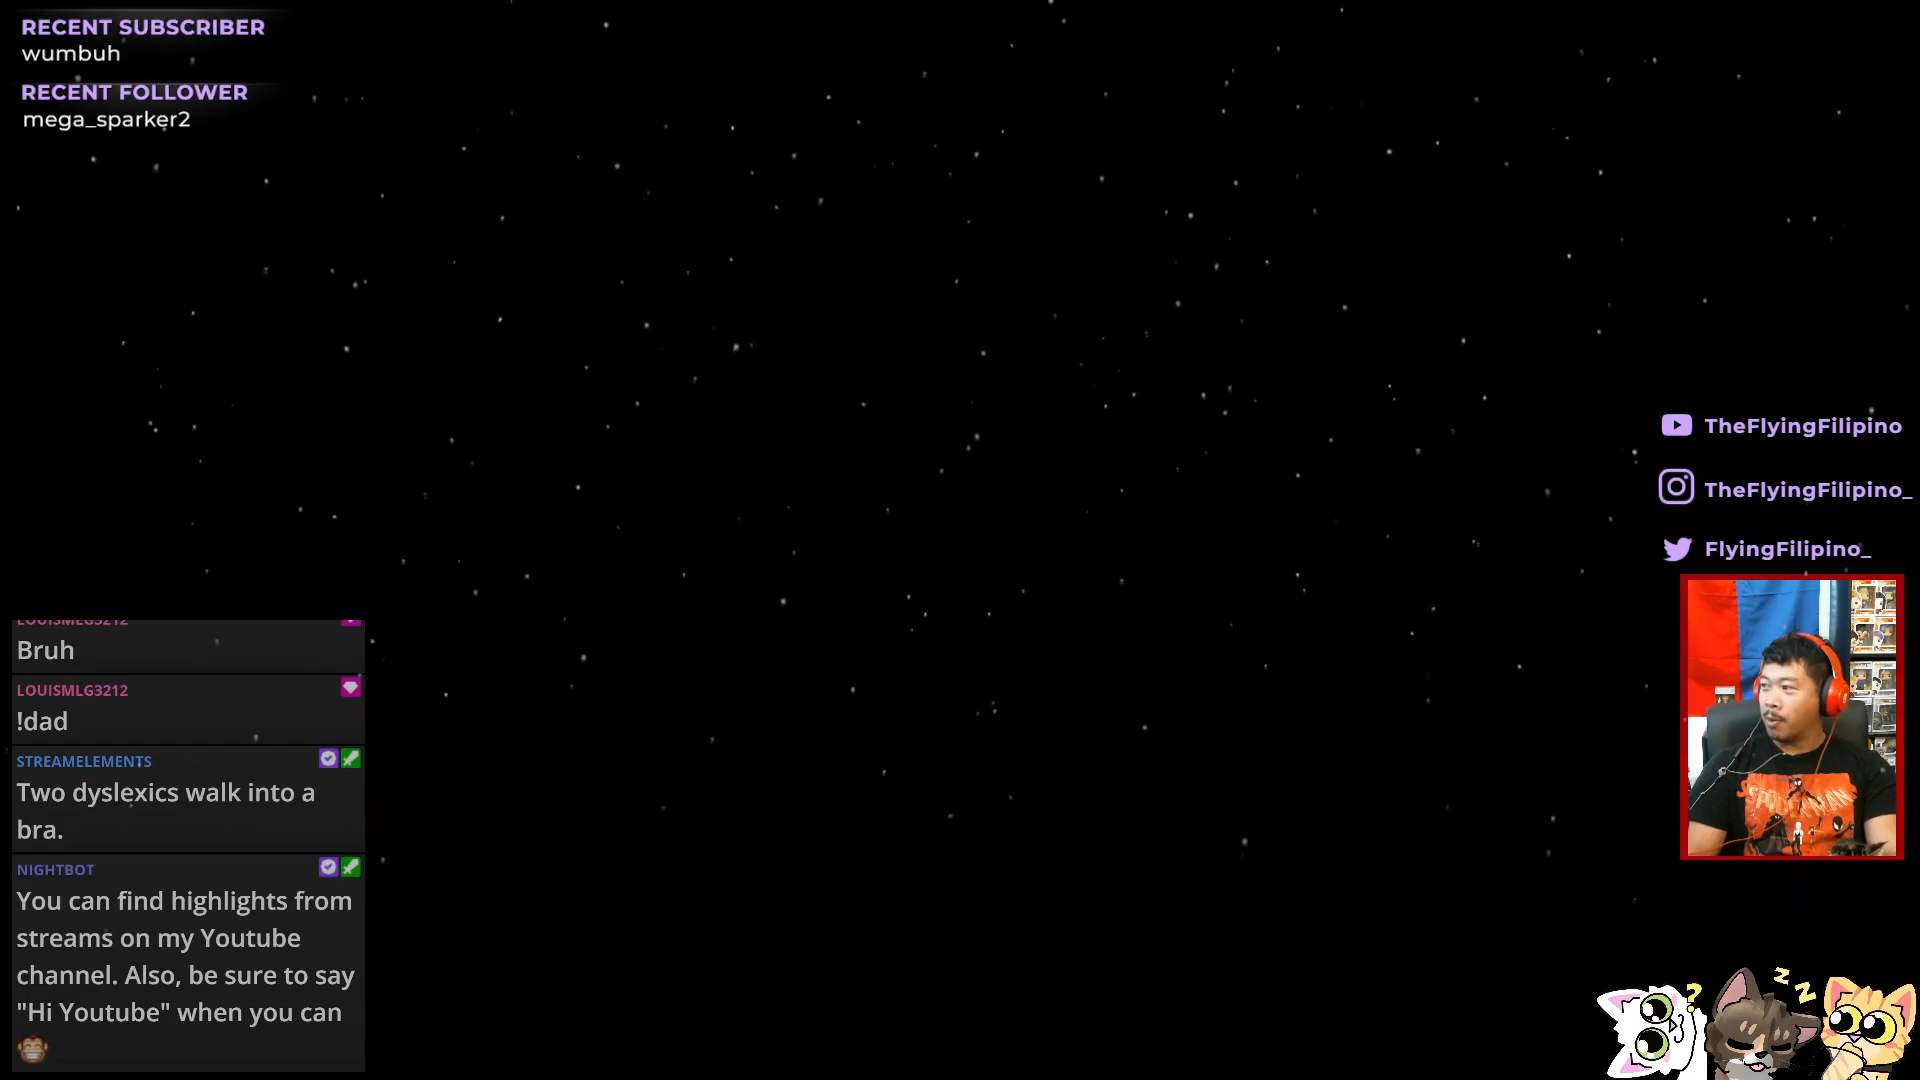 RECENT SUBSCRIBER
wumbuh
RECENT FOLLOWER
mega_sparker2
TheFlyingFilipino
TheFlyingFilipino_
FlyingFilipino_
LOUISMLG3212
Bruh
LOUISMLG3212
!dad
STREAMELEMENTS
Two dyslexics walk into a
bra.
NIGHTBOT
You can find highlights from
streams on my Youtube
channel. Also, be sure to say
"Hi Youtube" when you can
?
z z